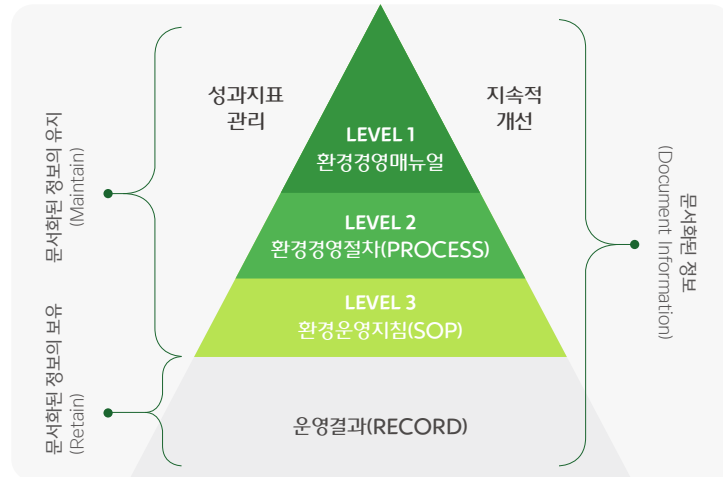 성과지표
관리
지속적
개선
LEVEL 1
환경경영매뉴얼
LEVEL 2
환경경영절차(PROCESS)
LEVEL 3
환경운영지침(SOP)
운영결과(RECORD)
문서화된 정보의 유지
(Maintain)
문서화된 정보의 보유
(Retain)
문서화된 정보
(Document Information)